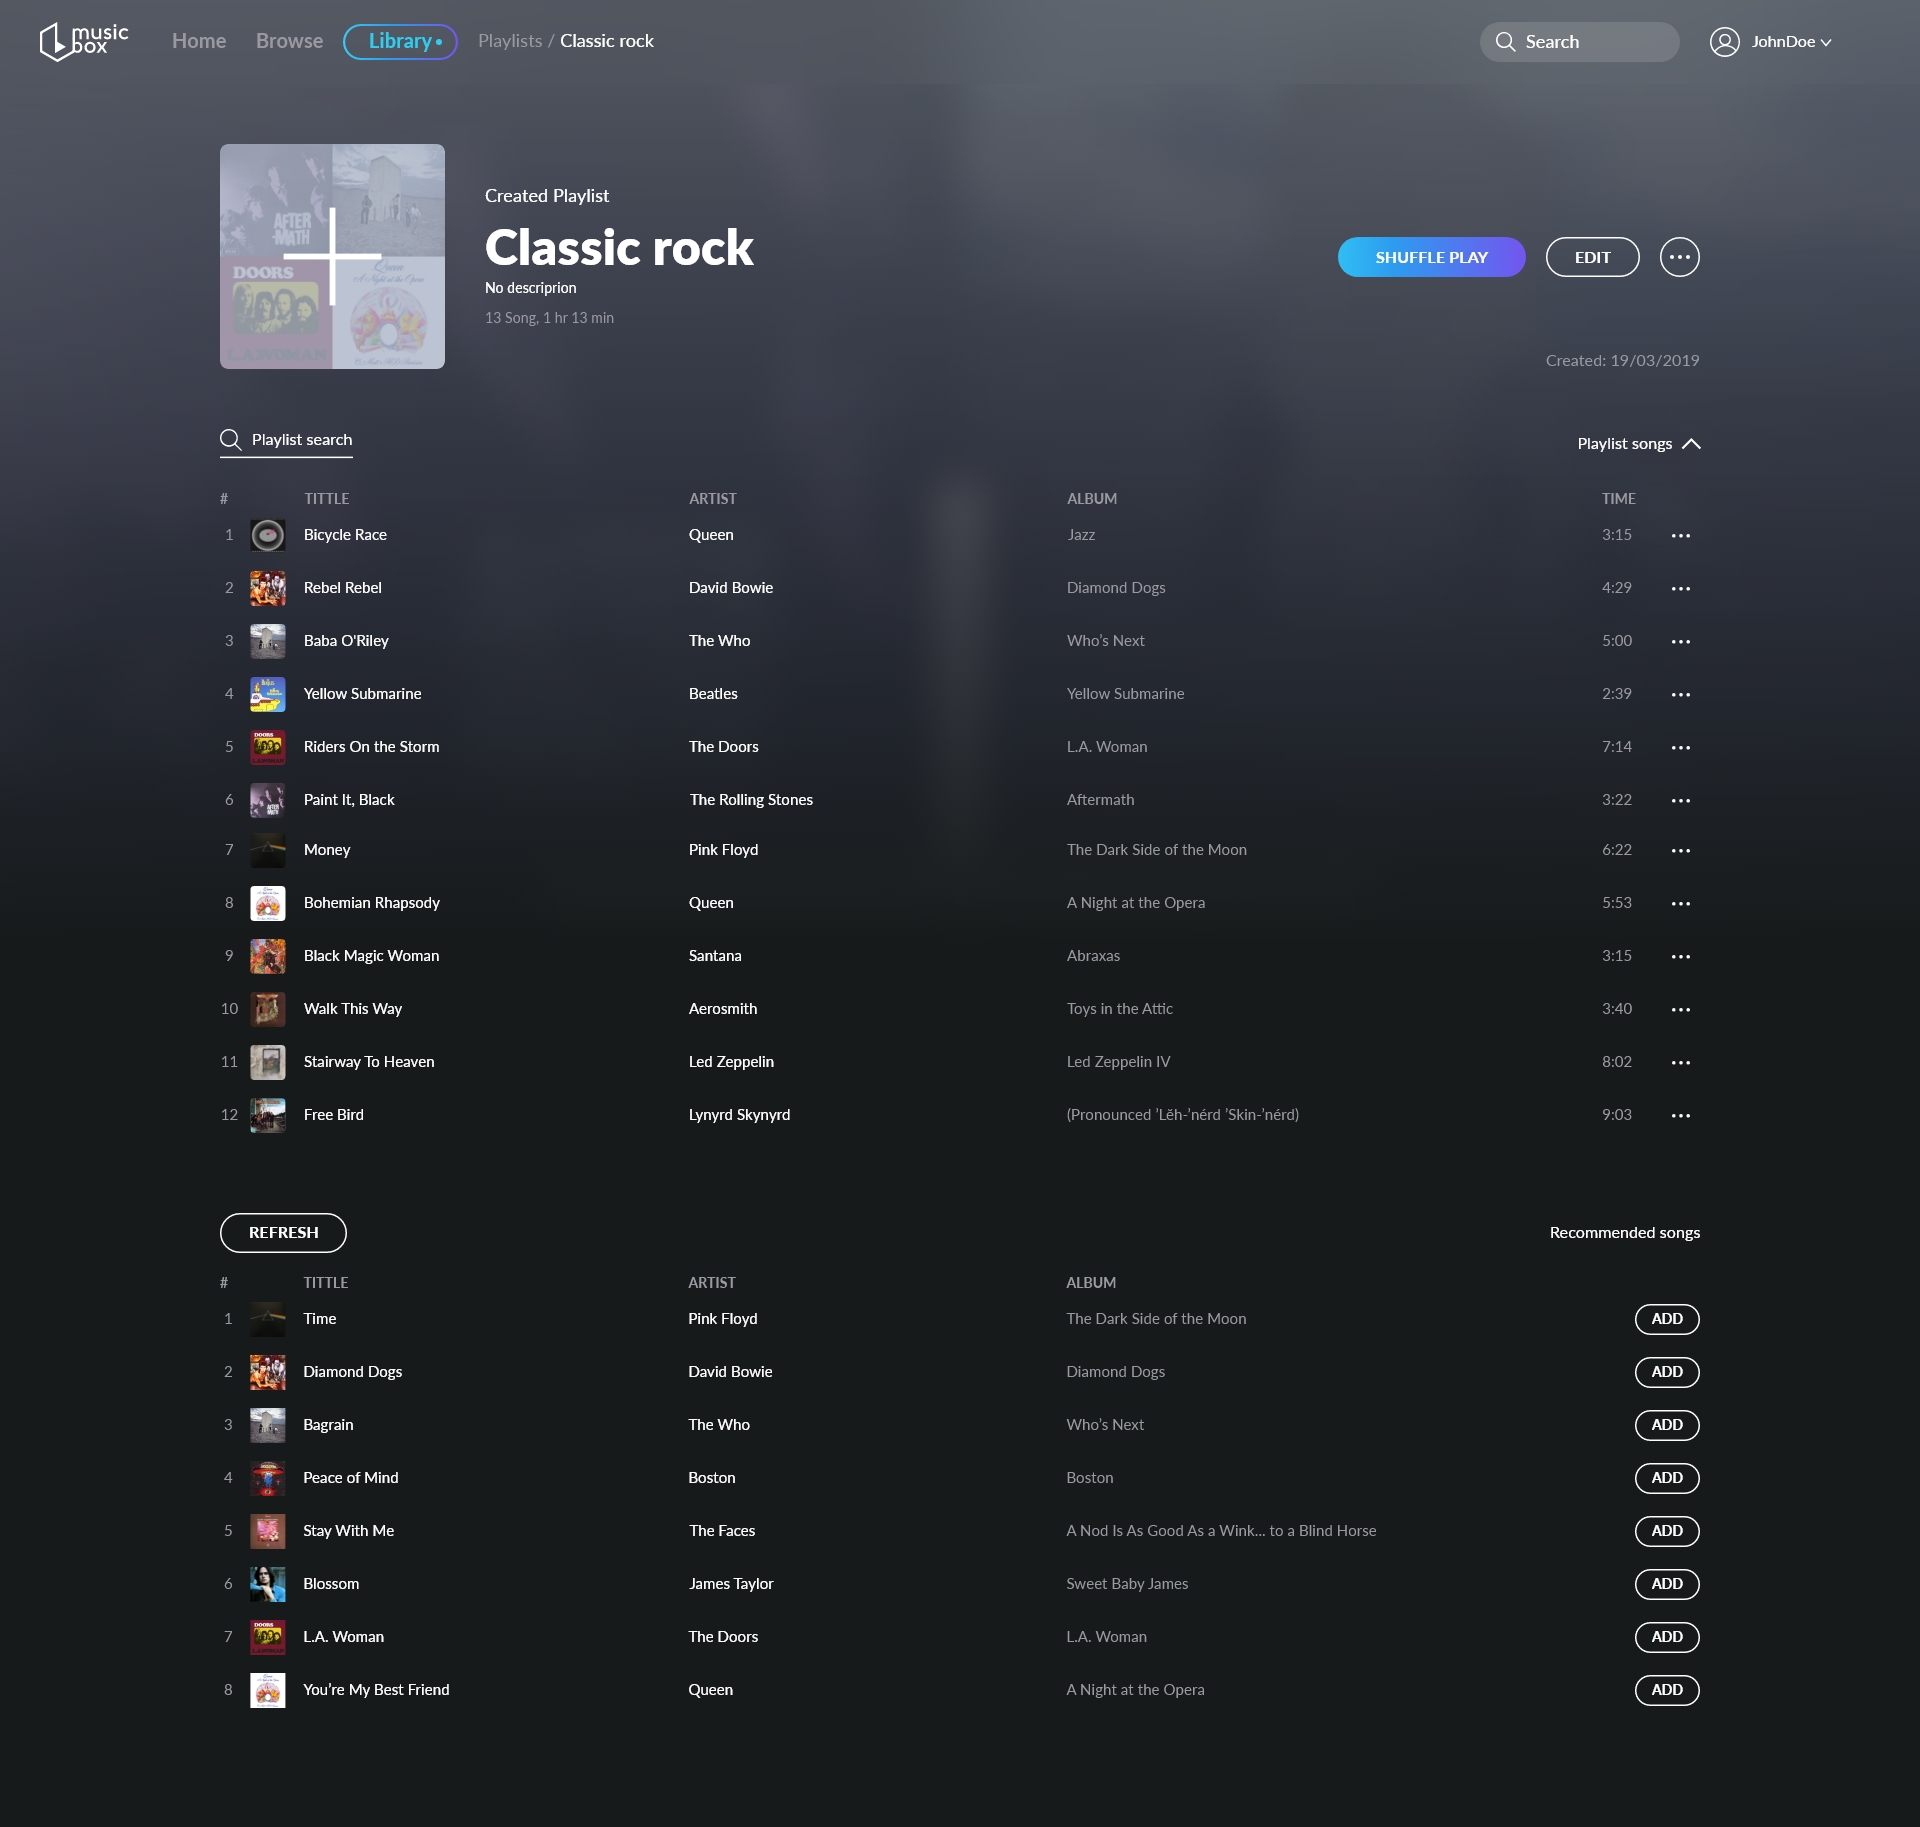 music box
Home Browse Library Playlists / Classic rock
Search
JohnDoe
AFTER-MATH
DOORS
L.A.WOMAN
Queen
A Night at the Opera
Created Playlist
Classic rock
No descriprion
13 Song, 1 hr 13 min
SHUFFLE PLAY EDIT
Created: 19/03/2019
Playlist search
Playlist songs
# TITTLE ARTIST ALBUM TIME
1 Bicycle Race Queen Jazz 3:15
2 Rebel Rebel David Bowie Diamond Dogs 4:29
3 Baba O'Riley The Who Who’s Next 5:00
4 Yellow Submarine Beatles Yellow Submarine 2:39
5 Riders On the Storm The Doors L.A. Woman 7:14
6 Paint It, Black The Rolling Stones Aftermath 3:22
7 Money Pink Floyd The Dark Side of the Moon 6:22
8 Bohemian Rhapsody Queen A Night at the Opera 5:53
9 Black Magic Woman Santana Abraxas 3:15
10 Walk This Way Aerosmith Toys in the Attic 3:40
11 Stairway To Heaven Led Zeppelin Led Zeppelin IV 8:02
12 Free Bird Lynyrd Skynyrd (Pronounced ’Lĕh-’nérd ’Skin-’nérd) 9:03
REFRESH
Recommended songs
# TITTLE ARTIST ALBUM
1 Time Pink Floyd The Dark Side of the Moon ADD
2 Diamond Dogs David Bowie Diamond Dogs ADD
3 Bagrain The Who Who’s Next ADD
4 Peace of Mind Boston Boston ADD
5 Stay With Me The Faces A Nod Is As Good As a Wink... to a Blind Horse ADD
6 Blossom James Taylor Sweet Baby James ADD
7 L.A. Woman The Doors L.A. Woman ADD
8 You’re My Best Friend Queen A Night at the Opera ADD